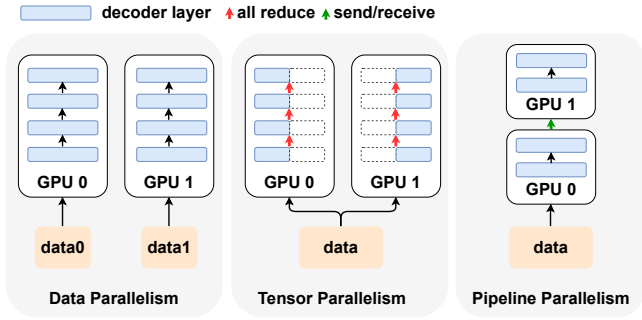 decoder layer all reduce send/receive
GPU 0
GPU 1
data0
data1
Data Parallelism
GPU 0
GPU 1
data
Tensor Parallelism
GPU 1
GPU 0
data
Pipeline Parallelism